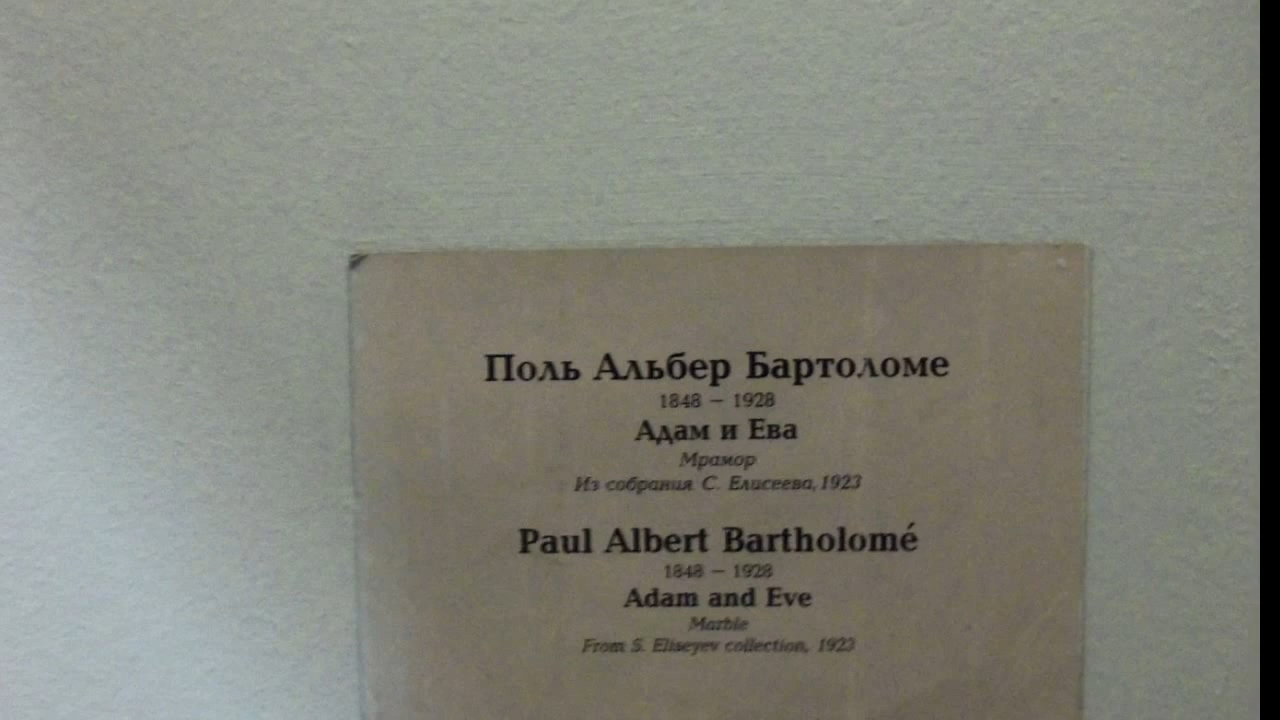 Поль Альбер Бартоломе
1848 – 1928
Адам и Ева
Мрамор
Из собрания С. Елисеева, 1923
Paul Albert Bartholomé
1848 – 1928
Adam and Eve
Marble
From S. Eliseyev collection, 1923